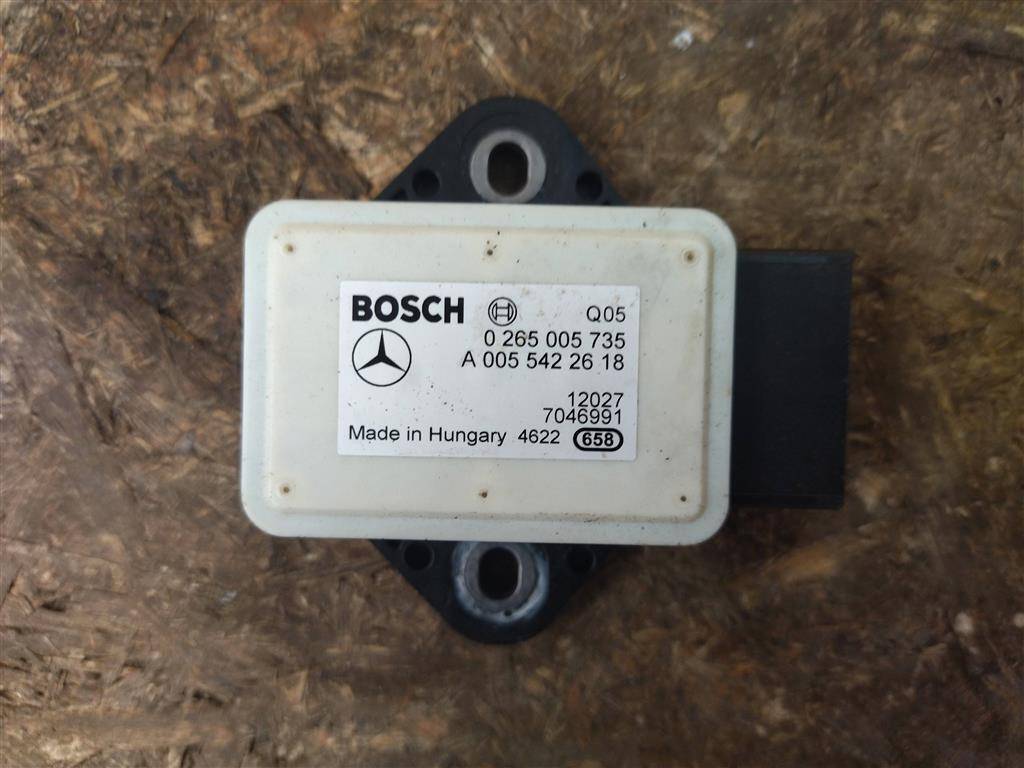 BOSCH Q05
0 265 005 735
A 005 542 26 18
12027
7046991
Made in Hungary 4622 658